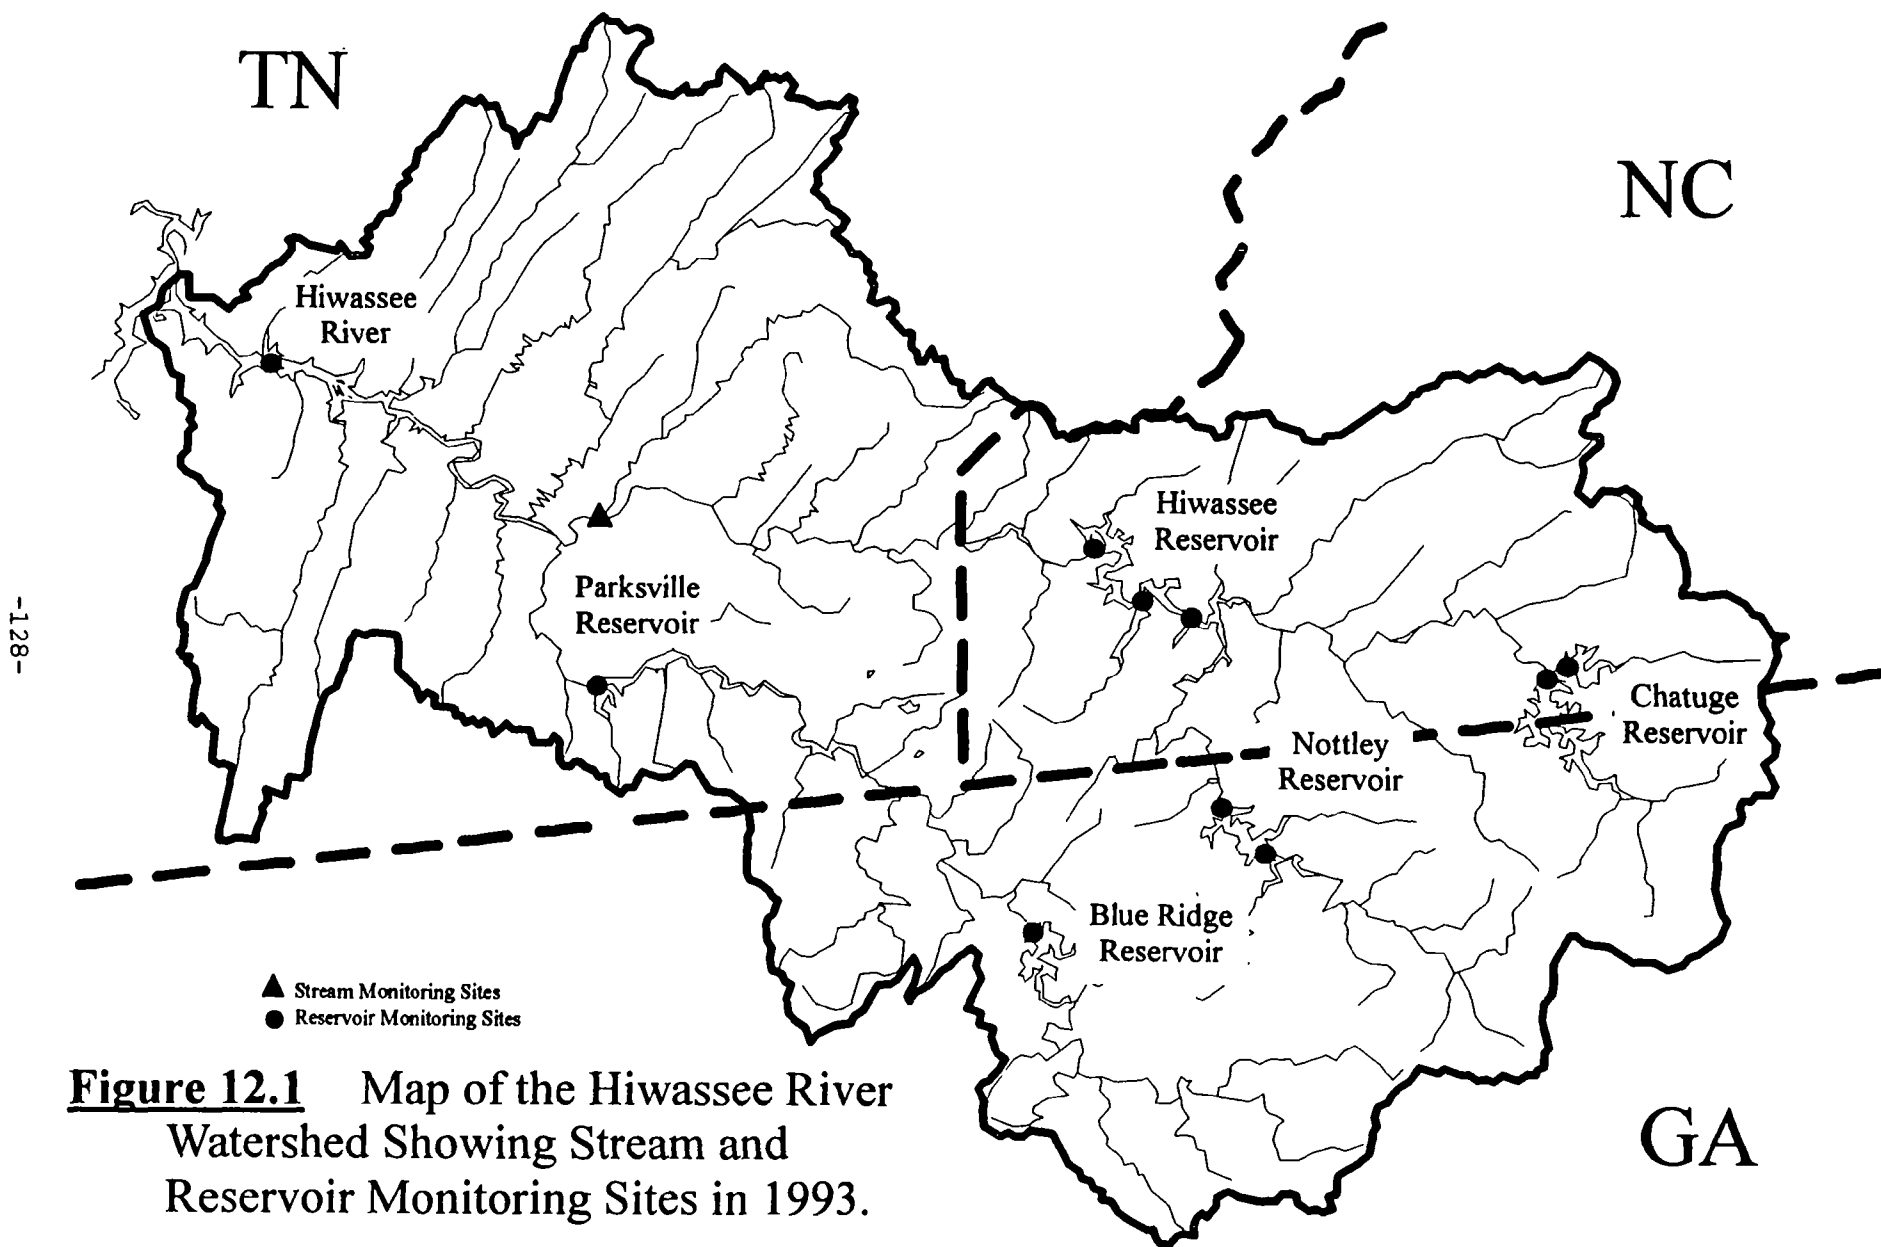 TN
NC
Hiwassee
River
Hiwassee
Reservoir
Parksville
Reservoir
Chatuge
Reservoir
Nottley
Reservoir
Blue Ridge
Reservoir
-128-
Stream Monitoring Sites
Reservoir Monitoring Sites
GA
Figure 12.1 Map of the Hiwassee River
Watershed Showing Stream and
Reservoir Monitoring Sites in 1993.